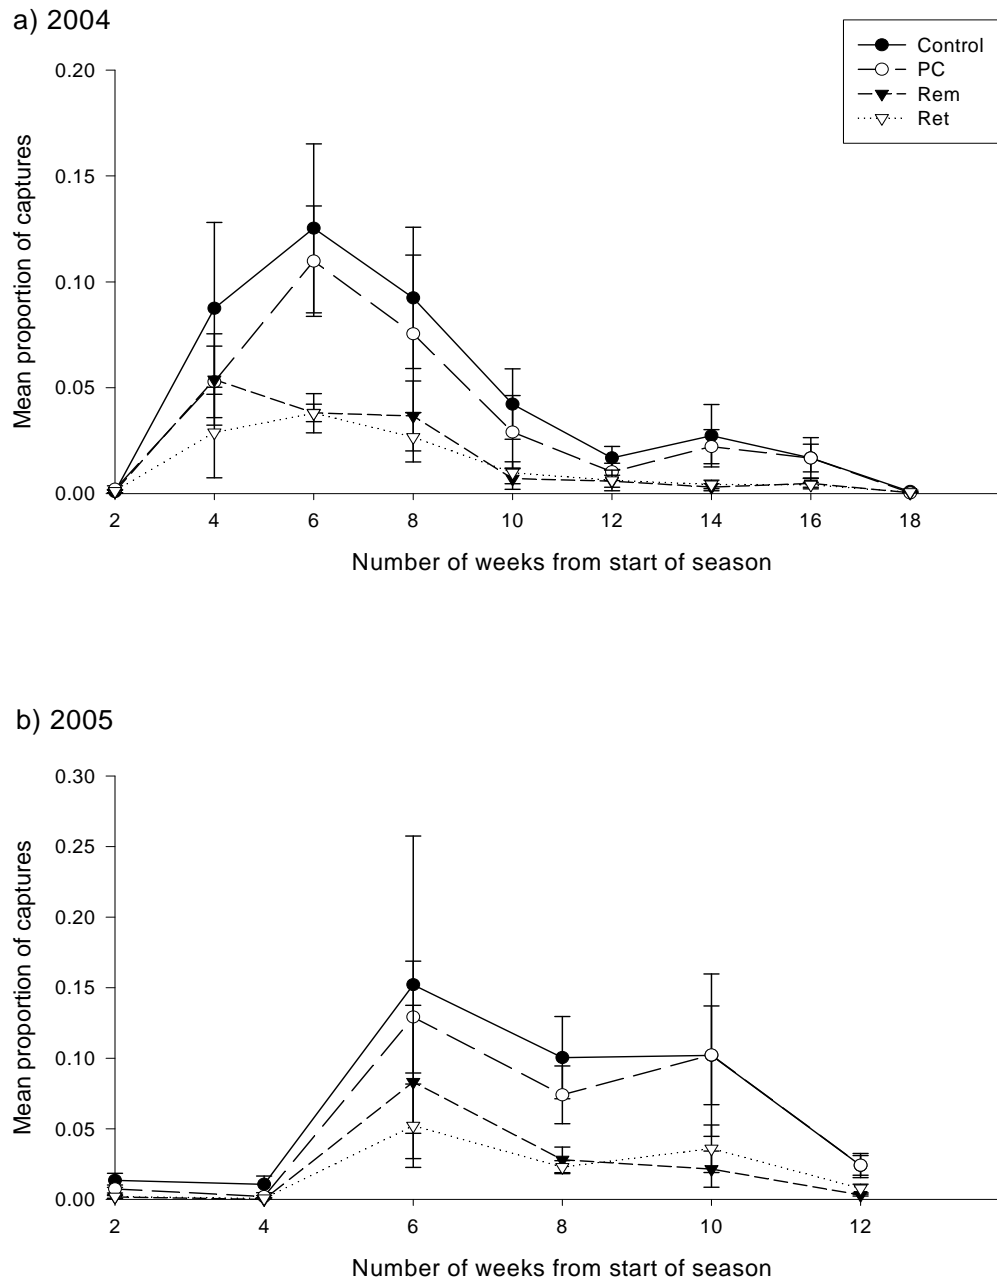 a) 2004
Control
PC
Rem
Ret
Mean proportion of captures
0.20
0.15
0.10
0.05
0.00
2 4 6 8 10 12 14 16 18
Number of weeks from start of season
b) 2005
Mean proportion of captures
0.30
0.25
0.20
0.15
0.10
0.05
0.00
2 4 6 8 10 12
Number of weeks from start of season